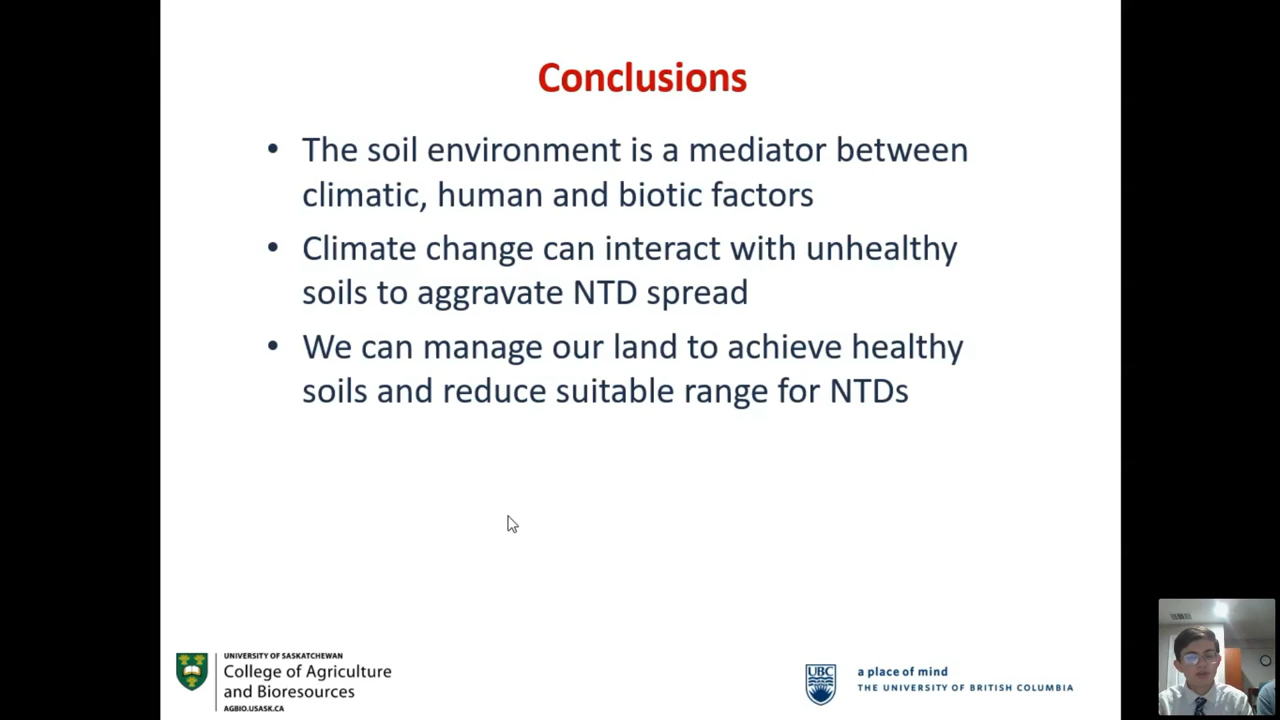 Conclusions
• The soil environment is a mediator between
climatic, human and biotic factors
• Climate change can interact with unhealthy
soils to aggravate NTD spread
• We can manage our land to achieve healthy
soils and reduce suitable range for NTDs
UNIVERSITY OF SASKATCHEWAN
College of Agriculture
and Bioresources
AGBIO.USASK.CA
UBC
a place of mind
THE UNIVERSITY OF BRITISH COLUMBIA